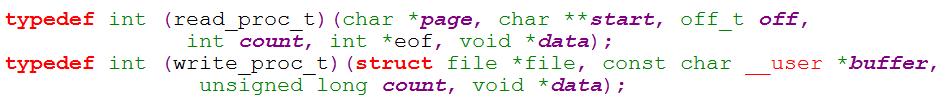 typedef int (read_proc_t)(char *page, char **start, off_t off,
int count, int *eof, void *data);
typedef int (write_proc_t)(struct file *file, const char __user *buffer,
unsigned long count, void *data);